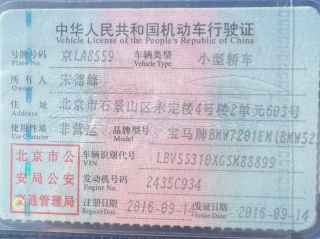 中华人民共和国机动车行驶证
Vehicle License of the People's Republic of China
号牌号码 京LA8559 车辆类型 小型轿车
Plate No. Vehicle Type
所有人 宋德峰
Owner
住址 北京市石景山区永定楼4号楼2单元603号
Address
使用性质 非营运 品牌型号 宝马牌BMW7201EM(BMW52
Use Character Model
北京市公安局公安交通管理局
车辆识别代号 LBV55310XGSM88899
VIN
发动机号码 2435C934
Engine No.
注册日期 2016-09-14 发证日期 2016-09-14
Register Date Issue Date